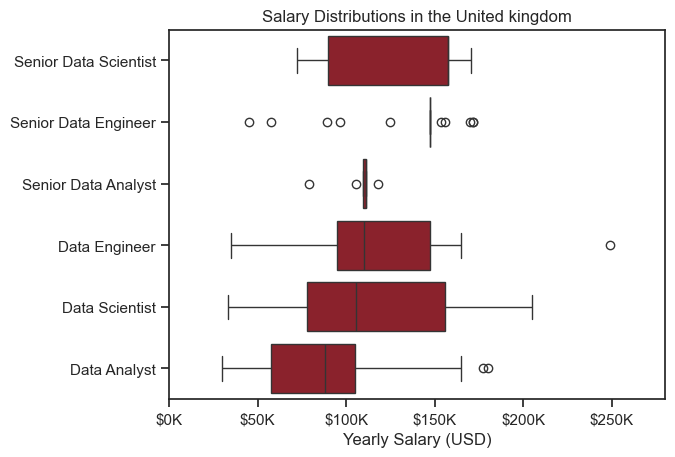 Salary Distributions in the United kingdom
Senior Data Scientist
Senior Data Engineer
Senior Data Analyst
Data Engineer
Data Scientist
Data Analyst
$0K $50K $100K $150K $200K $250K
Yearly Salary (USD)